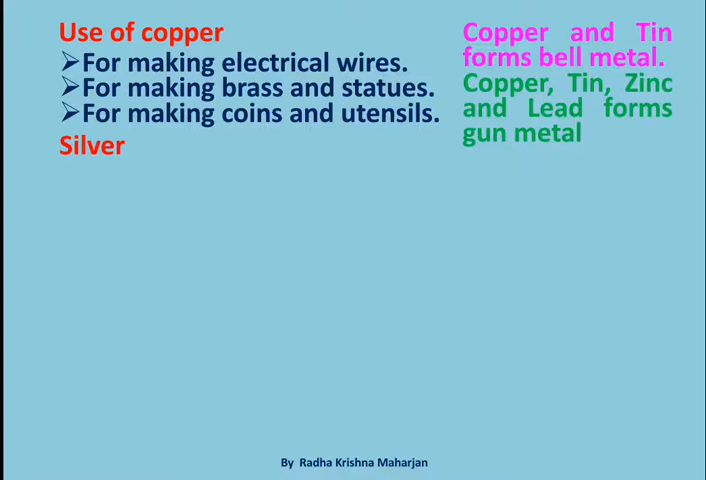 Use of copper
➢For making electrical wires.
➢For making brass and statues.
➢For making coins and utensils.
Silver
Copper and Tin
forms bell metal.
Copper, Tin, Zinc
and Lead forms
gun metal
By Radha Krishna Maharjan